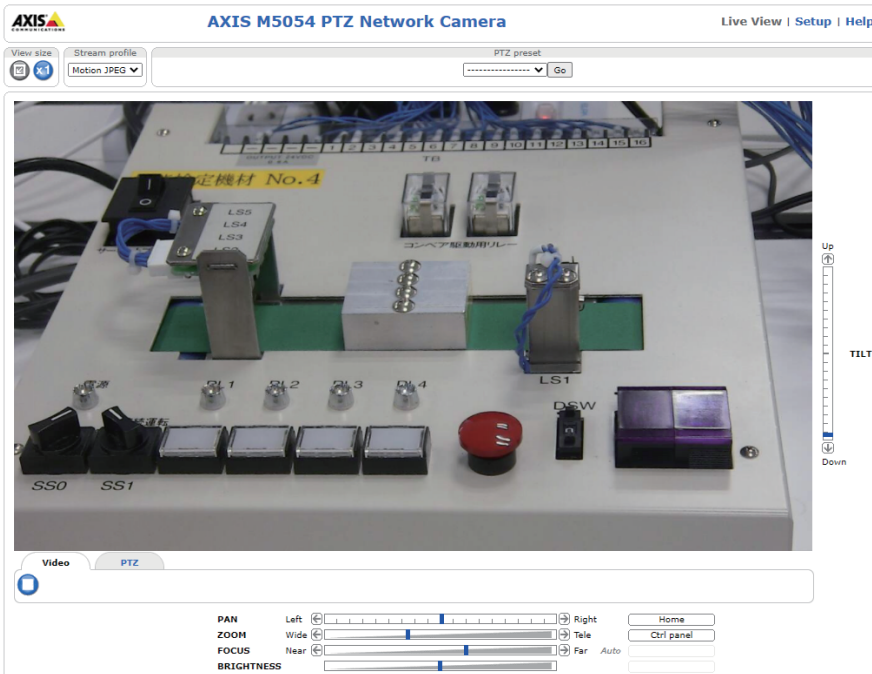 AXIS
COMMUNICATIONS
AXIS M5054 PTZ Network Camera
Live View | Setup | Help
View size
Stream profile
PTZ preset
x1
Motion JPEG
----------------
Go
1 2 3 4 5 6 7 8 9 10 11 12 13 14 15 16
OUTPUT 24VDC
TB
検定機材 No.4
LS5
LS4
LS3
コンベア駆動用リレー
LS1
PL2
PL3
PL4
DSW
SS0
SS1
Up
TILT
Down
Video
PTZ
PAN
Left
Right
Home
ZOOM
Wide
Tele
Ctrl panel
FOCUS
Near
Far
Auto
BRIGHTNESS